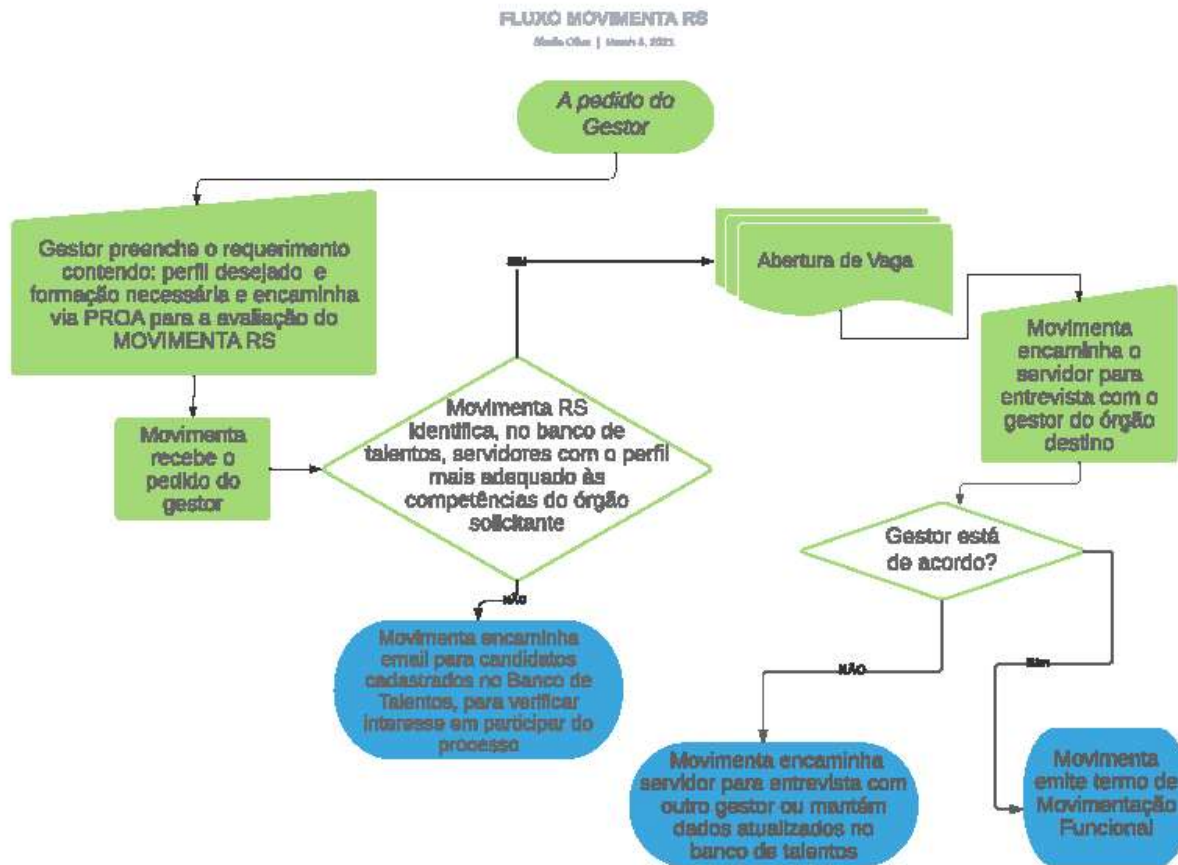 FLUXO MOVIMENTA RS
March 4, 2021
A pedido do
Gestor
Gestor preenche o requerimento
contendo: perfil desejado e
formação necessária e encaminha
via PROA para a avaliação do
MOVIMENTA RS
Abertura de Vaga
Movimenta
encaminha o
servidor para
entrevista com o
gestor do órgão
destino
Movimenta
recebe o
pedido do
gestor
Movimenta RS
identifica, no banco de
talentos, servidores com o perfil
mais adequado às
competências do órgão
solicitante
Gestor está
de acordo?
NÃO
Movimenta encaminha
email para candidatos
cadastrados no Banco de
Talentos, para verificar
interesse em participar do
processo
NÃO
Sim
Movimenta encaminha
servidor para entrevista com
outro gestor ou mantém
dados atualizados no
banco de talentos
Movimenta
emite termo de
Movimentação
Funcional